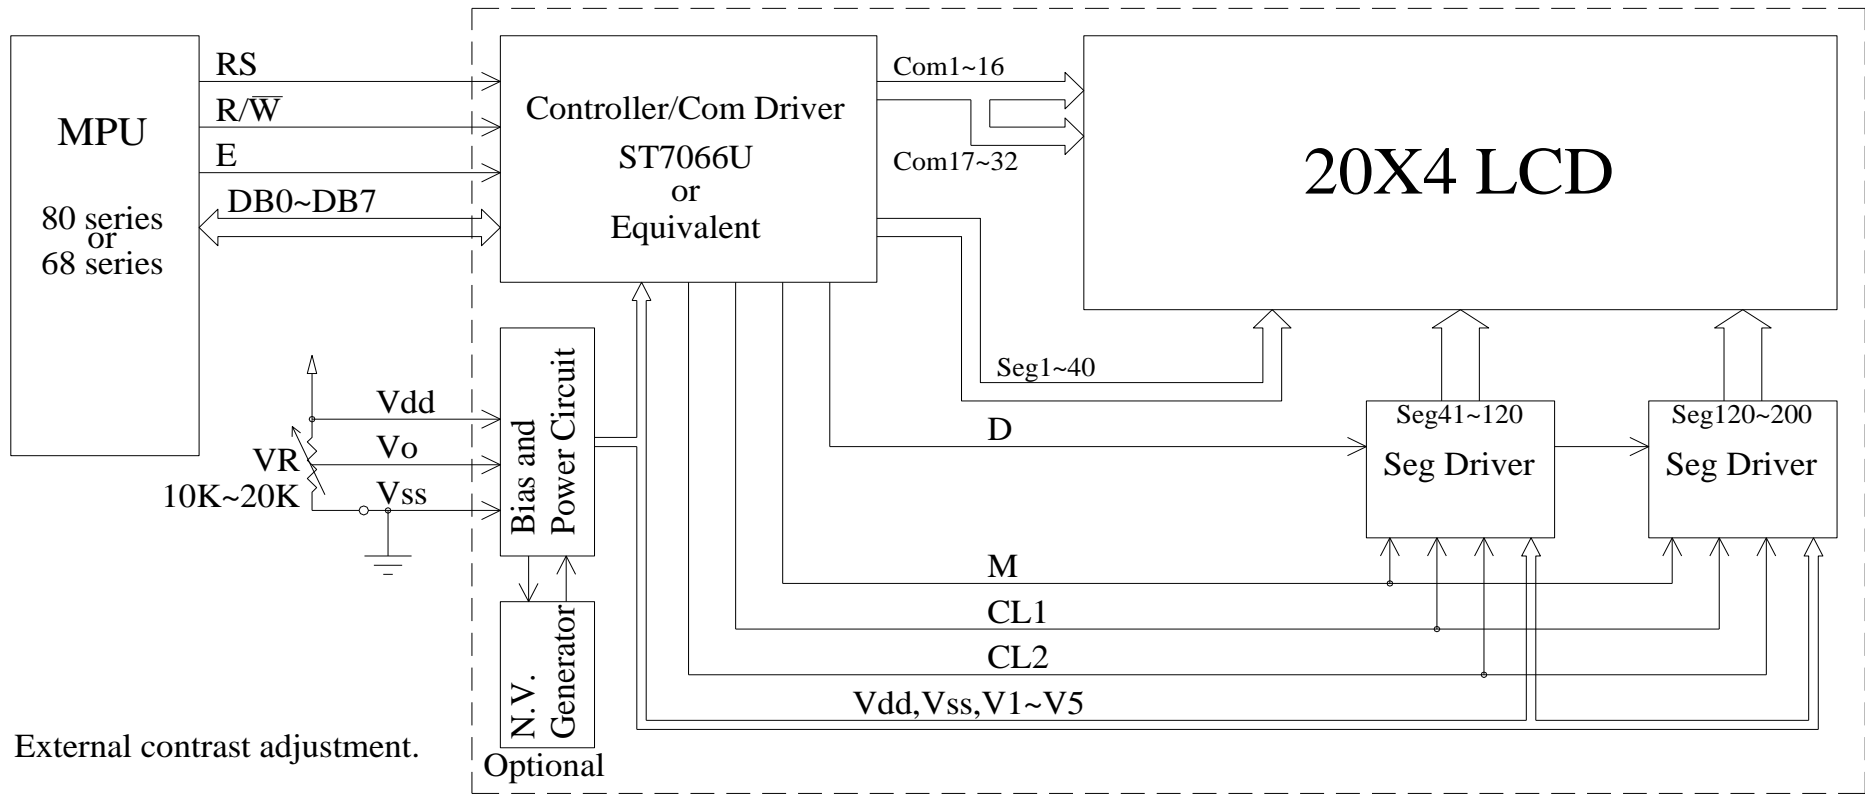 MPU
80 series
or
68 series
RS
R/W̅
E
DB0~DB7
Controller/Com Driver
ST7066U
or
Equivalent
Com1~16
Com17~32
20X4 LCD
Seg1~40
Vdd
Vo
Vss
VR
10K~20K
Bias and
Power Circuit
D
Seg41~120
Seg Driver
Seg120~200
Seg Driver
M
CL1
CL2
Vdd,Vss,V1~V5
N.V.
Generator
Optional
External contrast adjustment.